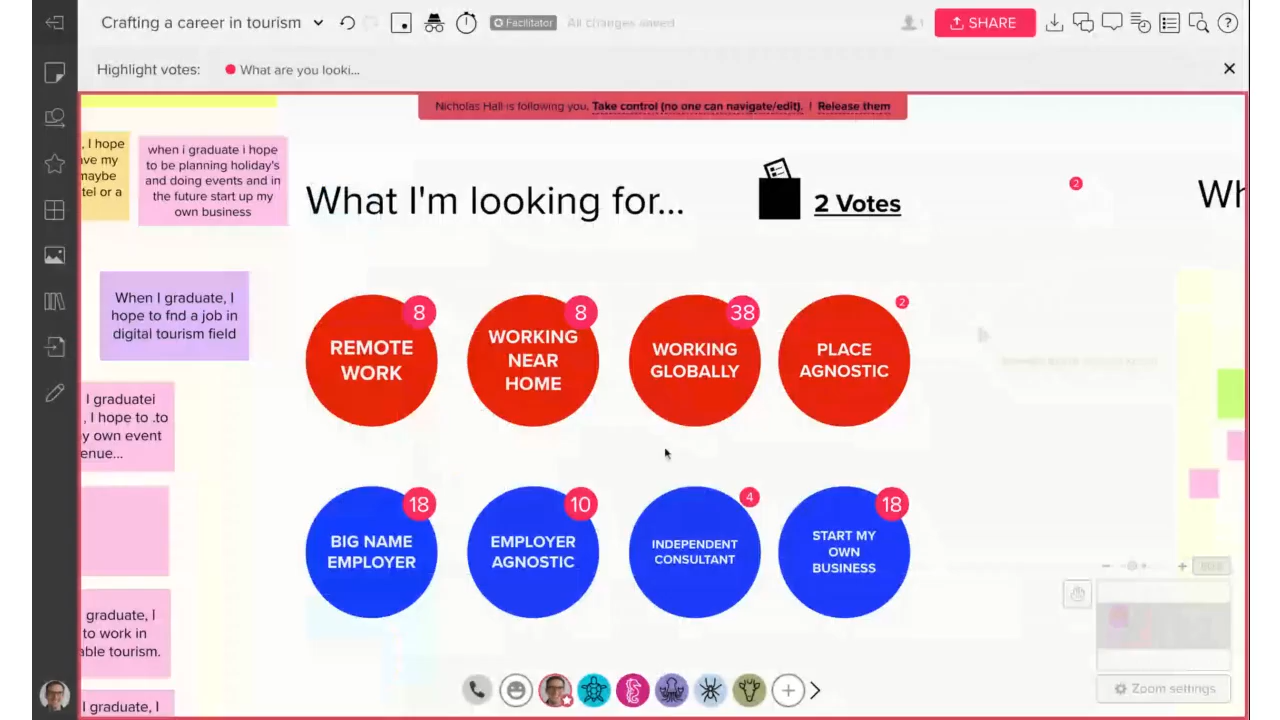 Crafting a career in tourism
Facilitator
All changes saved
1
SHARE
?
Highlight votes:
What are you looki...
Nicholas Hall is following you. Take control (no one can navigate/edit). | Release them
, I hope
ave my
maybe
tel or a
when i graduate i hope
to be planning holiday's
and doing events and in
the future start up my
own business
What I'm looking for...
2 Votes
2
Wh
When I graduate, I
hope to fnd a job in
digital tourism field
REMOTE
WORK
8
WORKING
NEAR
HOME
8
WORKING
GLOBALLY
38
PLACE
AGNOSTIC
2
I graduatei
, I hope to .to
y own event
enue...
BIG NAME
EMPLOYER
18
EMPLOYER
AGNOSTIC
10
INDEPENDENT
CONSULTANT
4
START MY
OWN
BUSINESS
18
graduate, I
to work in
able tourism.
graduate, I
Zoom settings